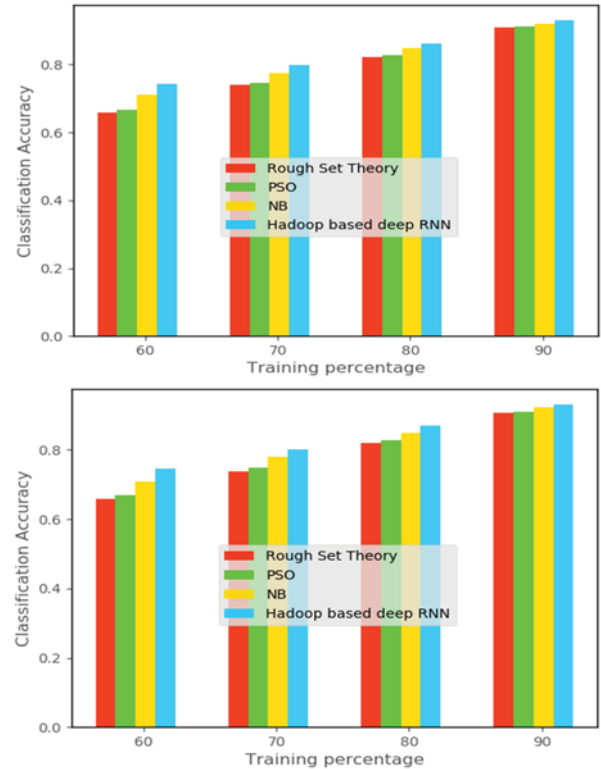 Classification Accuracy
0.8
0.6
0.4
0.2
0.0
Rough Set Theory
PSO
NB
Hadoop based deep RNN
60 70 80 90
Training percentage
Classification Accuracy
0.8
0.6
0.4
0.2
0.0
Rough Set Theory
PSO
NB
Hadoop based deep RNN
60 70 80 90
Training percentage